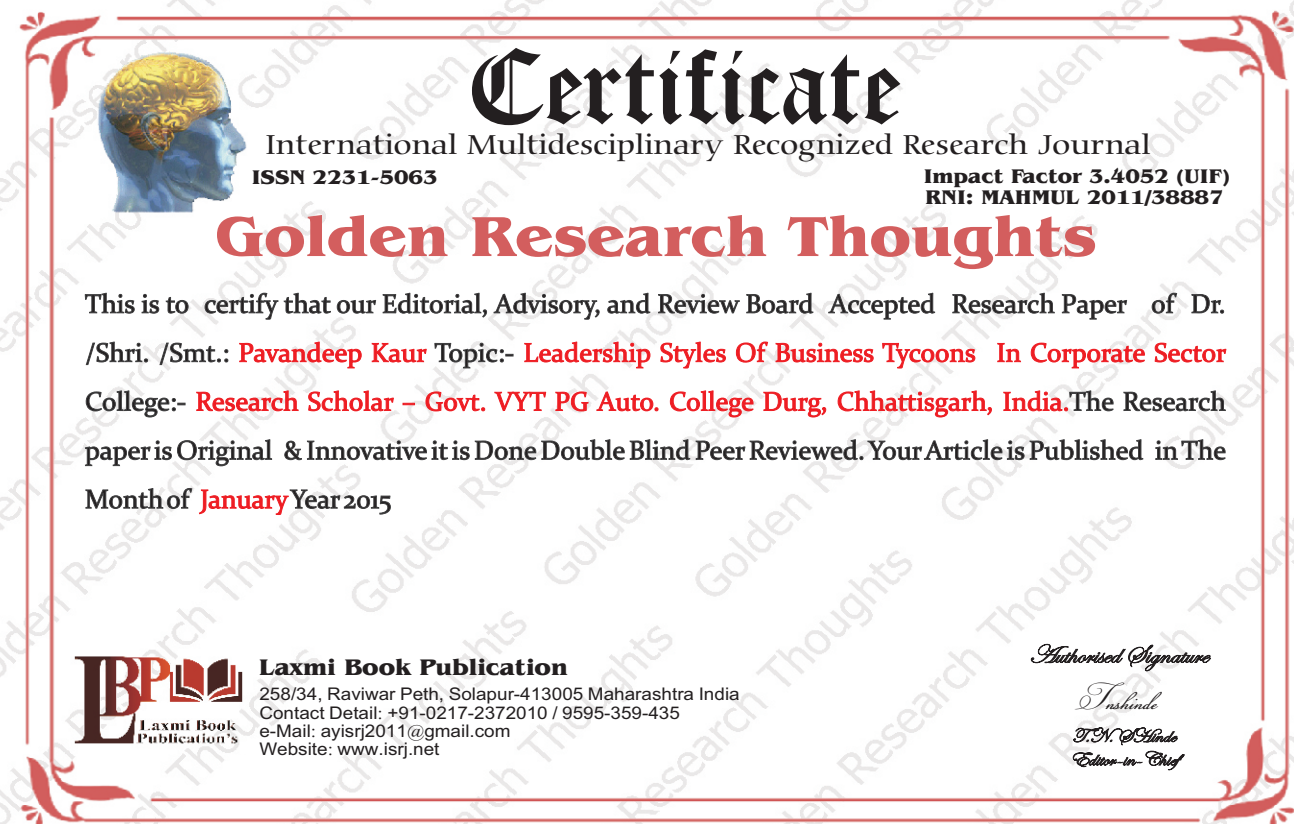 Certificate
International Multidesciplinary Recognized Research Journal
ISSN 2231-5063
Impact Factor 3.4052 (UIF)
RNI: MAHMUL 2011/38887
Golden Research Thoughts
This is to certify that our Editorial, Advisory, and Review Board Accepted Research Paper of Dr.
/Shri. /Smt.: Pavandeep Kaur Topic:- Leadership Styles Of Business Tycoons In Corporate Sector
College:- Research Scholar – Govt. VYT PG Auto. College Durg, Chhattisgarh, India.The Research
paper is Original & Innovative it is Done Double Blind Peer Reviewed. Your Article is Published in The
Month of January Year 2015
LBP
Laxmi Book
Publication's
Laxmi Book Publication
258/34, Raviwar Peth, Solapur-413005 Maharashtra India
Contact Detail: +91-0217-2372010 / 9595-359-435
e-Mail: ayisrj2011@gmail.com
Website: www.isrj.net
Authorised Signature
Tnshinde
T.N. SHinde
Editor-in-Chief
Golden Research Thoughts